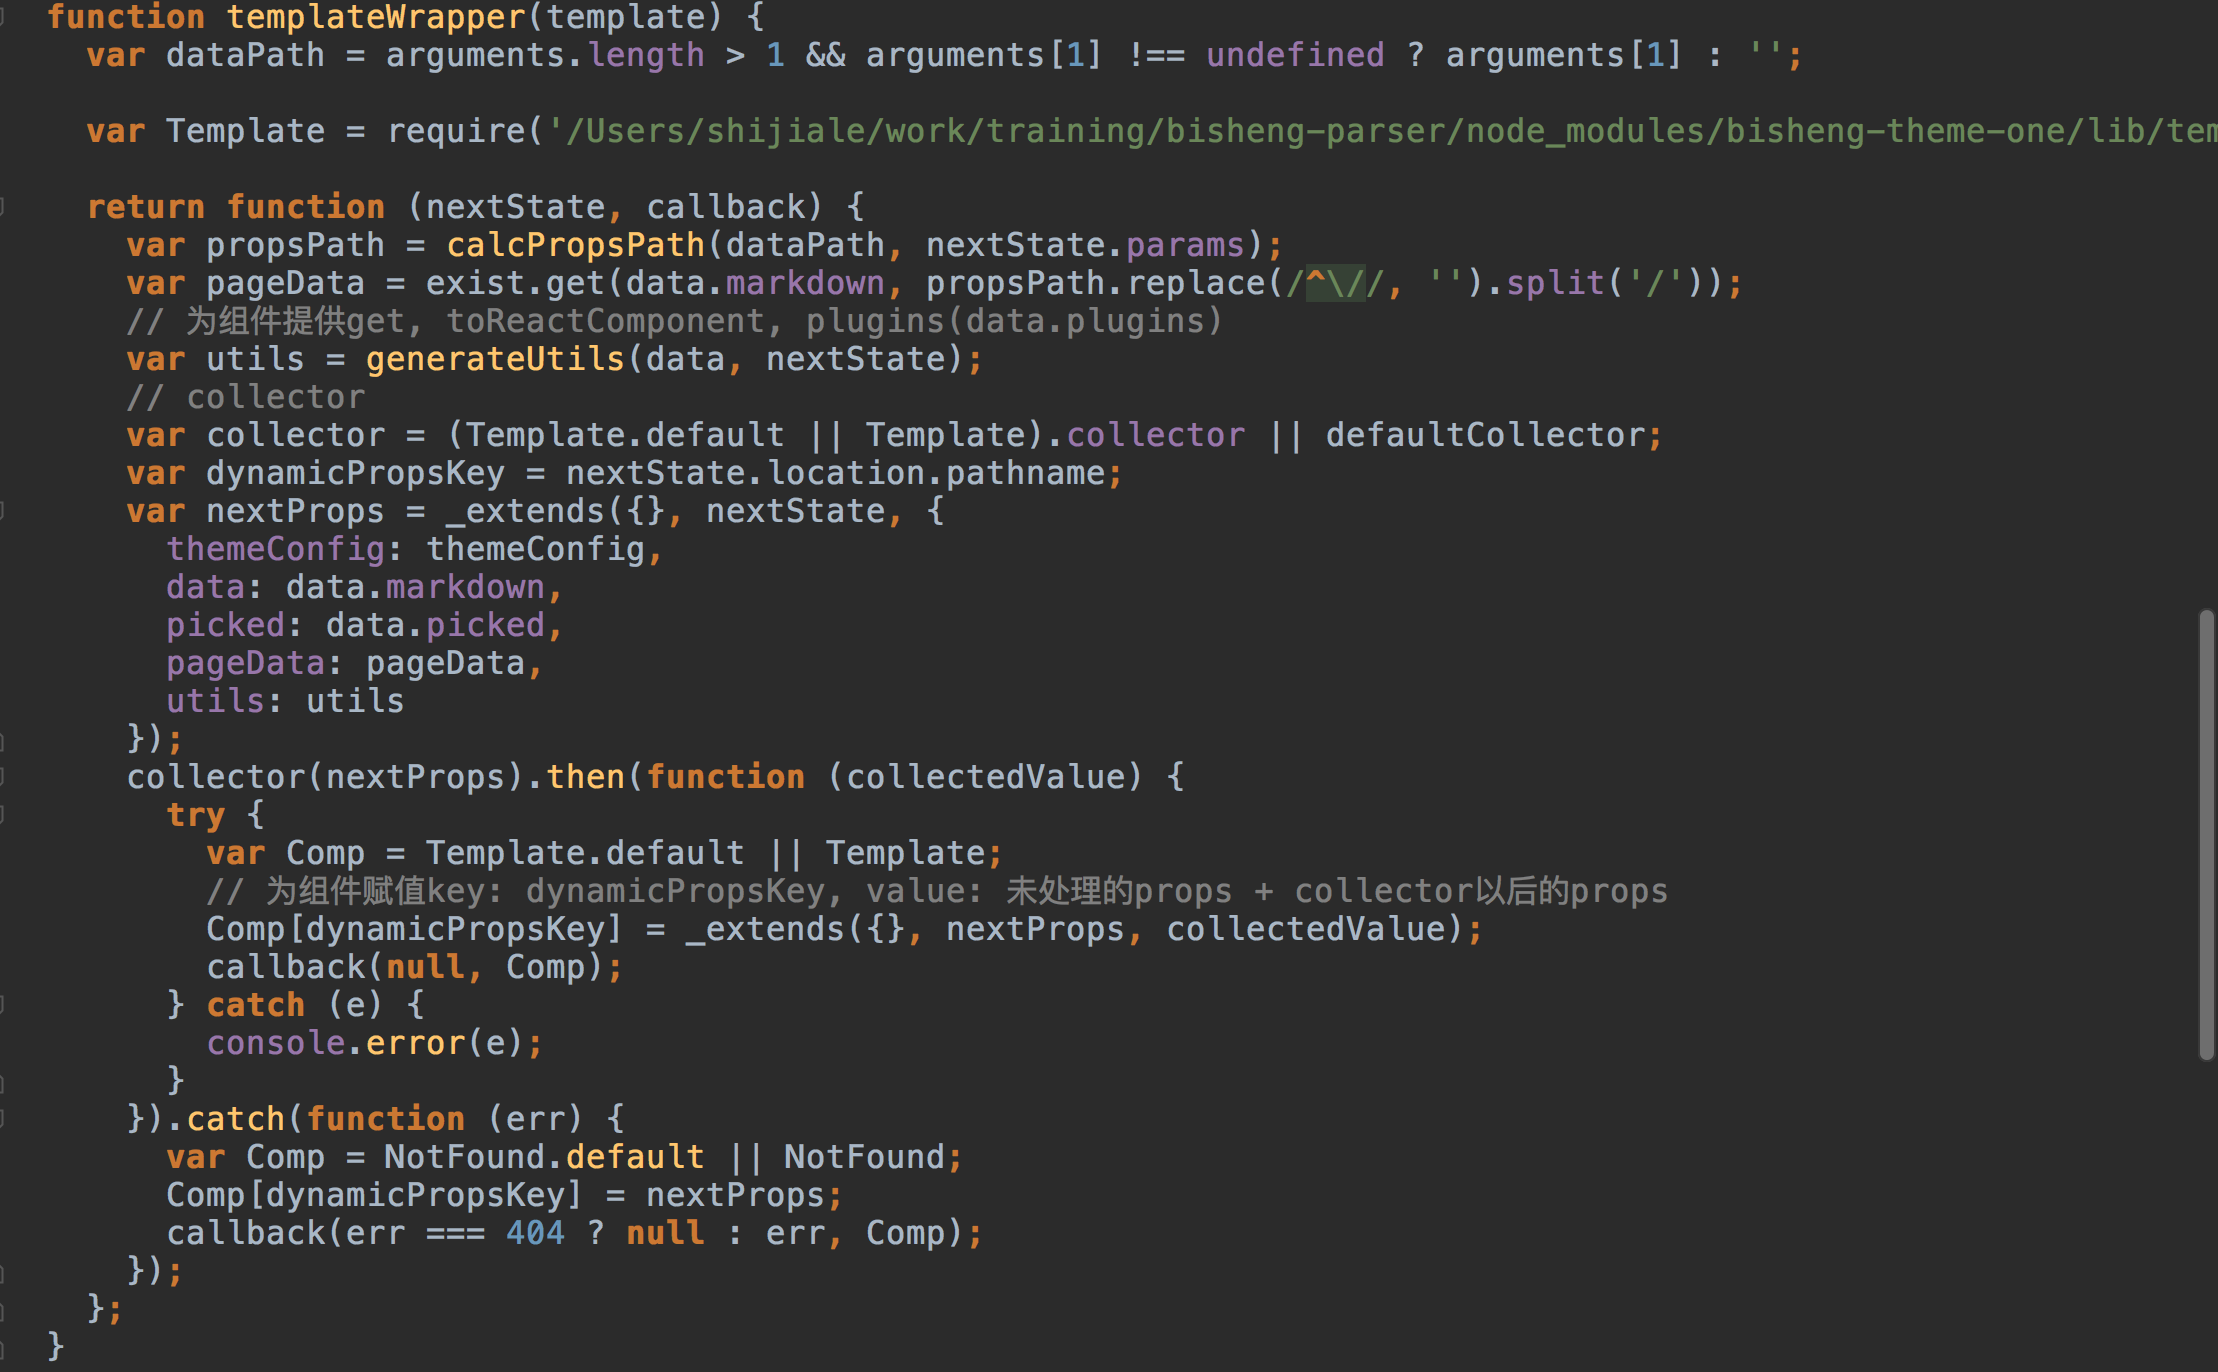 function templateWrapper(template) {
  var dataPath = arguments.length > 1 && arguments[1] !== undefined ? arguments[1] : '';
  var Template = require('/Users/shijiale/work/training/bisheng-parser/node_modules/bisheng-theme-one/lib/tem
  return function (nextState, callback) {
    var propsPath = calcPropsPath(dataPath, nextState.params);
    var pageData = exist.get(data.markdown, propsPath.replace(/^\//, '').split('/'));
    // 为组件提供get, toReactComponent, plugins(data.plugins)
    var utils = generateUtils(data, nextState);
    // collector
    var collector = (Template.default || Template).collector || defaultCollector;
    var dynamicPropsKey = nextState.location.pathname;
    var nextProps = _extends({}, nextState, {
      themeConfig: themeConfig,
      data: data.markdown,
      picked: data.picked,
      pageData: pageData,
      utils: utils
    });
    collector(nextProps).then(function (collectedValue) {
      try {
        var Comp = Template.default || Template;
        // 为组件赋值key: dynamicPropsKey, value: 未处理的props + collector以后的props
        Comp[dynamicPropsKey] = _extends({}, nextProps, collectedValue);
        callback(null, Comp);
      } catch (e) {
        console.error(e);
      }
    }).catch(function (err) {
      var Comp = NotFound.default || NotFound;
      Comp[dynamicPropsKey] = nextProps;
      callback(err === 404 ? null : err, Comp);
    });
  };
}